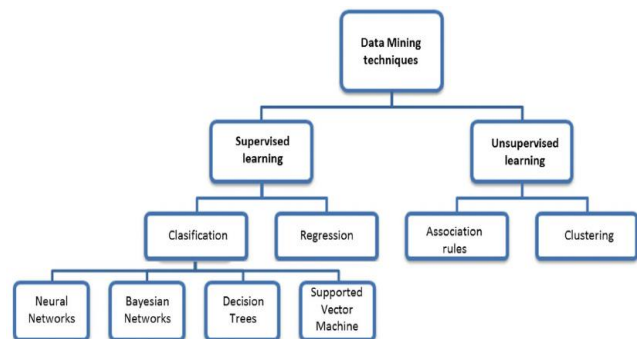 Data Mining
techniques
Supervised
learning
Unsupervised
learning
Clasification
Regression
Association
rules
Clustering
Neural
Networks
Bayesian
Networks
Decision
Trees
Supported
Vector
Machine